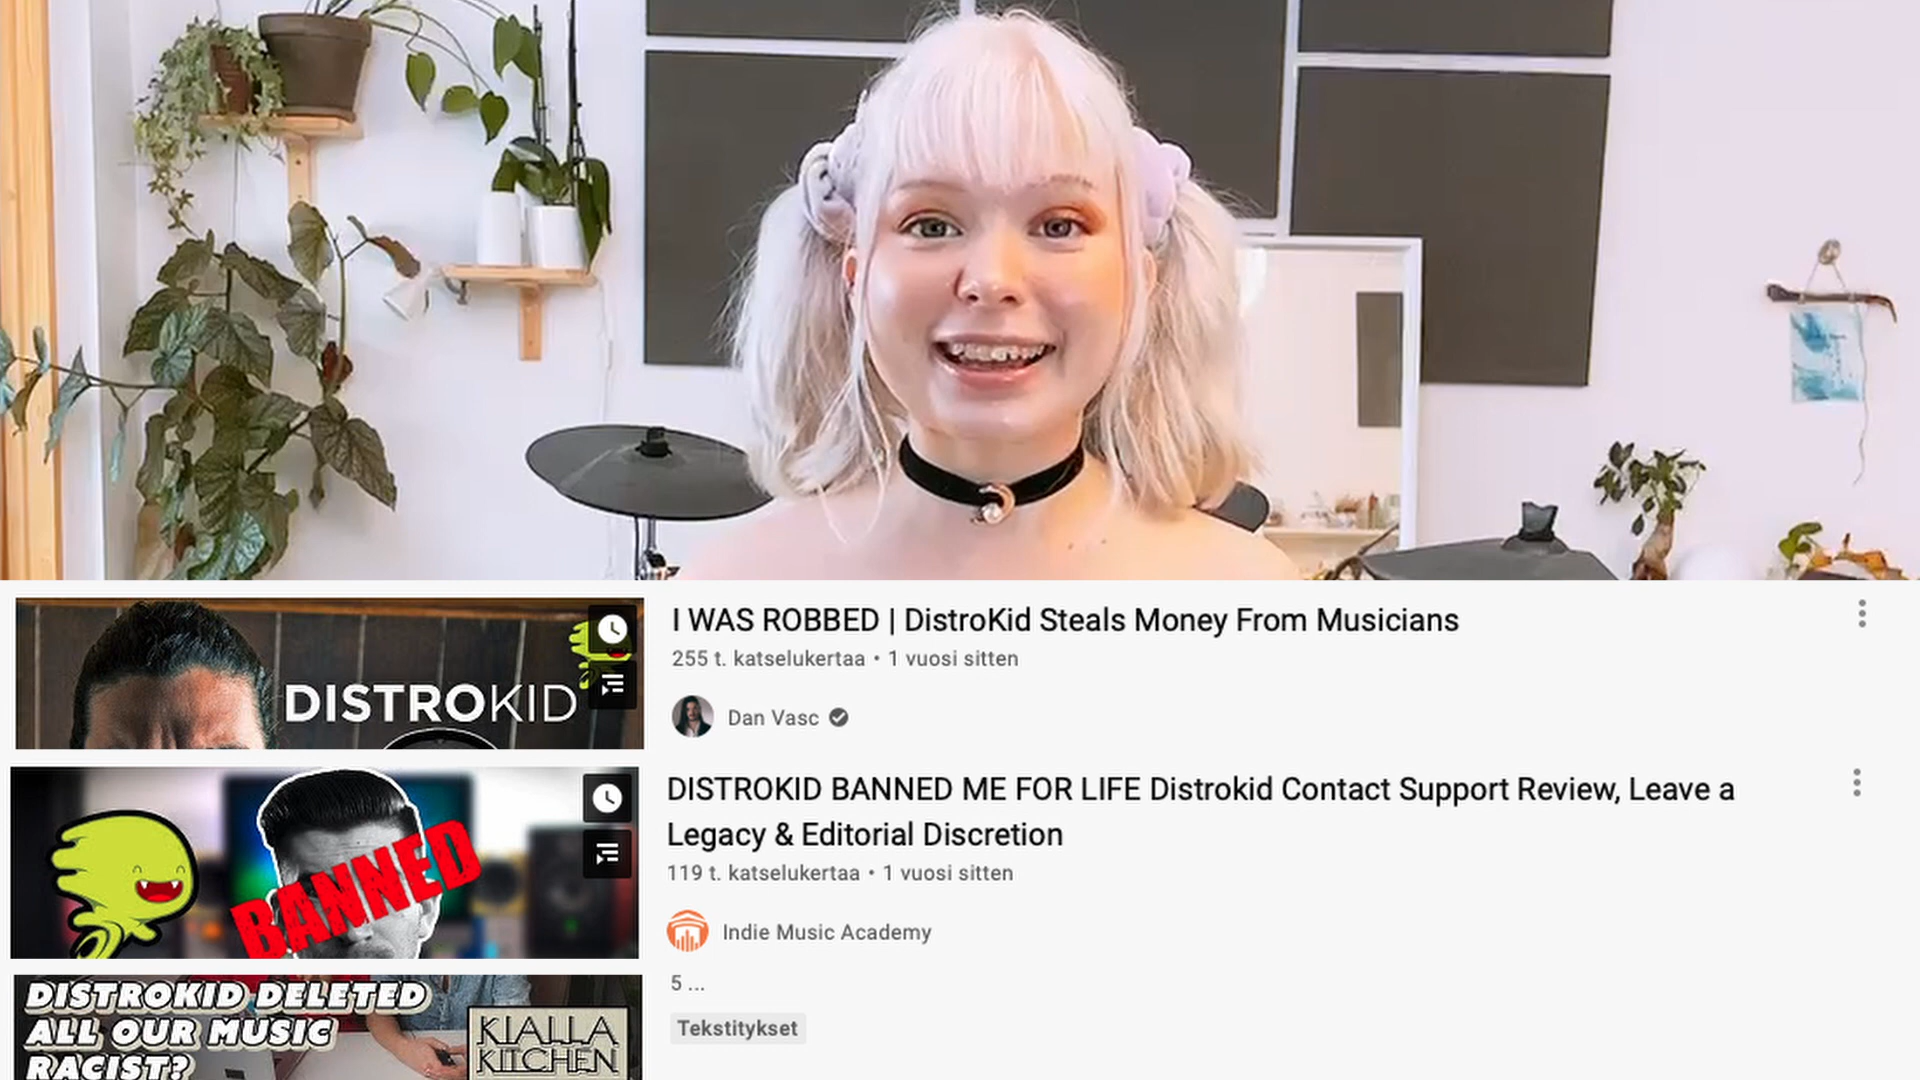 I WAS ROBBED | DistroKid Steals Money From Musicians
255 t. katselukertaa • 1 vuosi sitten
DISTROKID
Dan Vasc
DISTROKID BANNED ME FOR LIFE Distrokid Contact Support Review, Leave a
Legacy & Editorial Discretion
119 t. katselukertaa • 1 vuosi sitten
BANNED
Indie Music Academy
5 ...
Tekstitykset
DISTROKID DELETED
ALL OUR MUSIC
RACIST?
KIALLA
KITCHEN